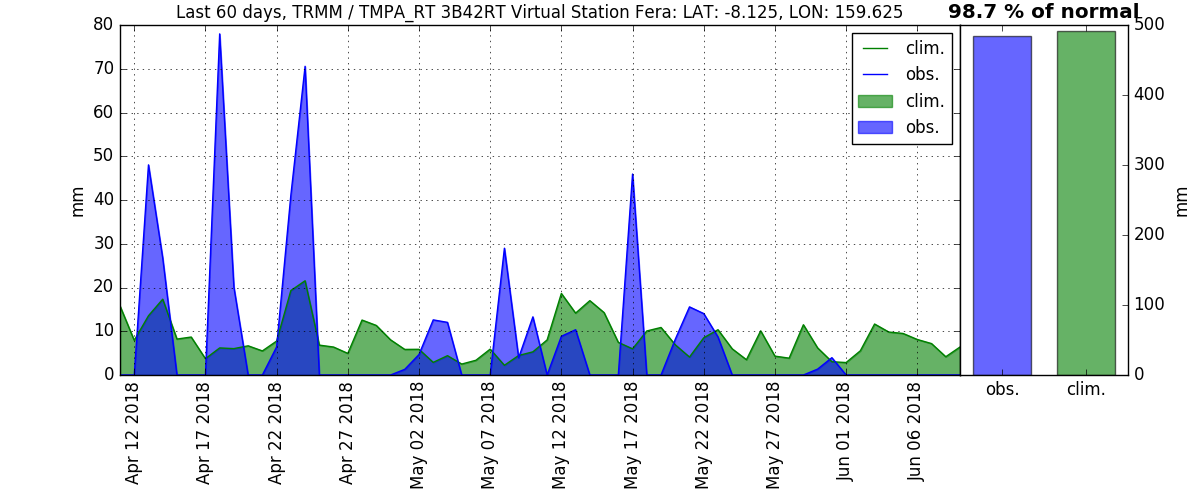 Last 60 days, TRMM / TMPA_RT 3B42RT Virtual Station Fera: LAT: -8.125, LON: 159.625
98.7 % of normal
80
70
60
50
40
30
20
10
0
mm
clim.
obs.
clim.
obs.
Apr 12 2018
Apr 17 2018
Apr 22 2018
Apr 27 2018
May 02 2018
May 07 2018
May 12 2018
May 17 2018
May 22 2018
May 27 2018
Jun 01 2018
Jun 06 2018
500
400
300
200
100
0
mm
obs.
clim.